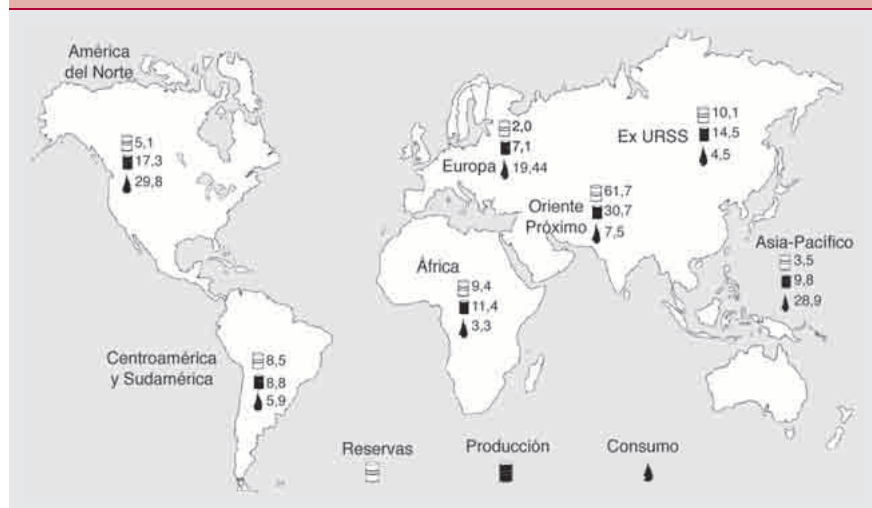 América
del Norte
5,1
17,3
29,8
2,0
7,1
Europa
19,44
10,1
Ex URSS
14,5
4,5
61,7
Oriente
30,7
Próximo
7,5
Asia-Pacífico
3,5
9,8
28,9
África
9,4
11,4
3,3
Centroamérica
y Sudamérica
8,5
8,8
5,9
Reservas
Producción
Consumo